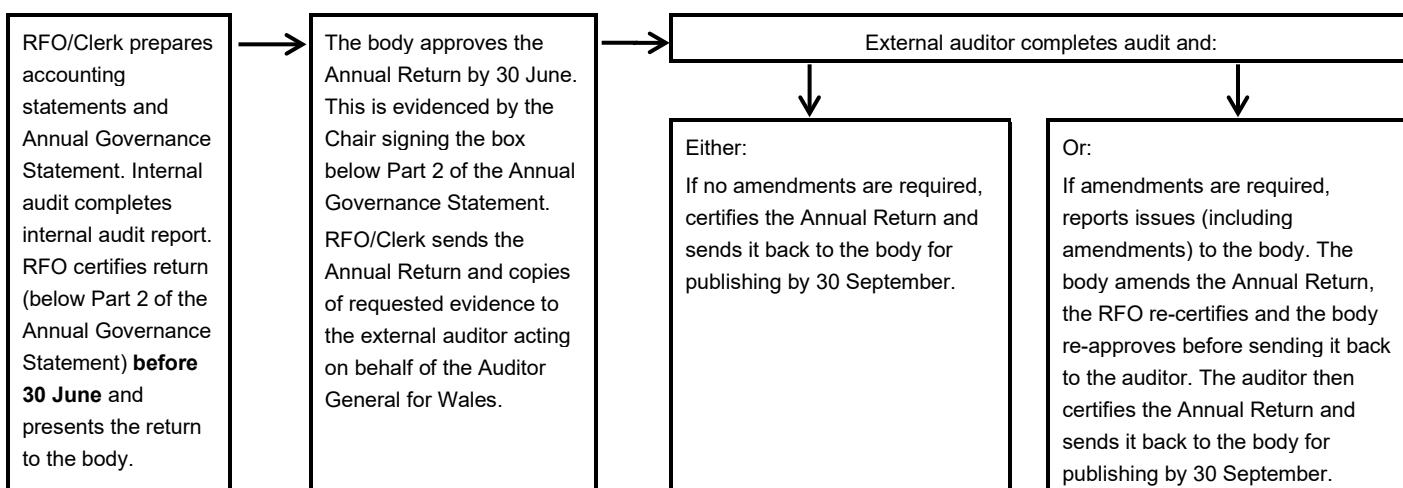 RFO/Clerk prepares
accounting
statements and
Annual Governance
Statement. Internal
audit completes
internal audit report.
RFO certifies return
(below Part 2 of the
Annual Governance
Statement) before
30 June and
presents the return
to the body.
The body approves the
Annual Return by 30 June.
This is evidenced by the
Chair signing the box
below Part 2 of the Annual
Governance Statement.
RFO/Clerk sends the
Annual Return and copies
of requested evidence to
the external auditor acting
on behalf of the Auditor
General for Wales.
External auditor completes audit and:
Either:
If no amendments are required,
certifies the Annual Return and
sends it back to the body for
publishing by 30 September.
Or:
If amendments are required,
reports issues (including
amendments) to the body. The
body amends the Annual Return,
the RFO re-certifies and the body
re-approves before sending it back
to the auditor. The auditor then
certifies the Annual Return and
sends it back to the body for
publishing by 30 September.